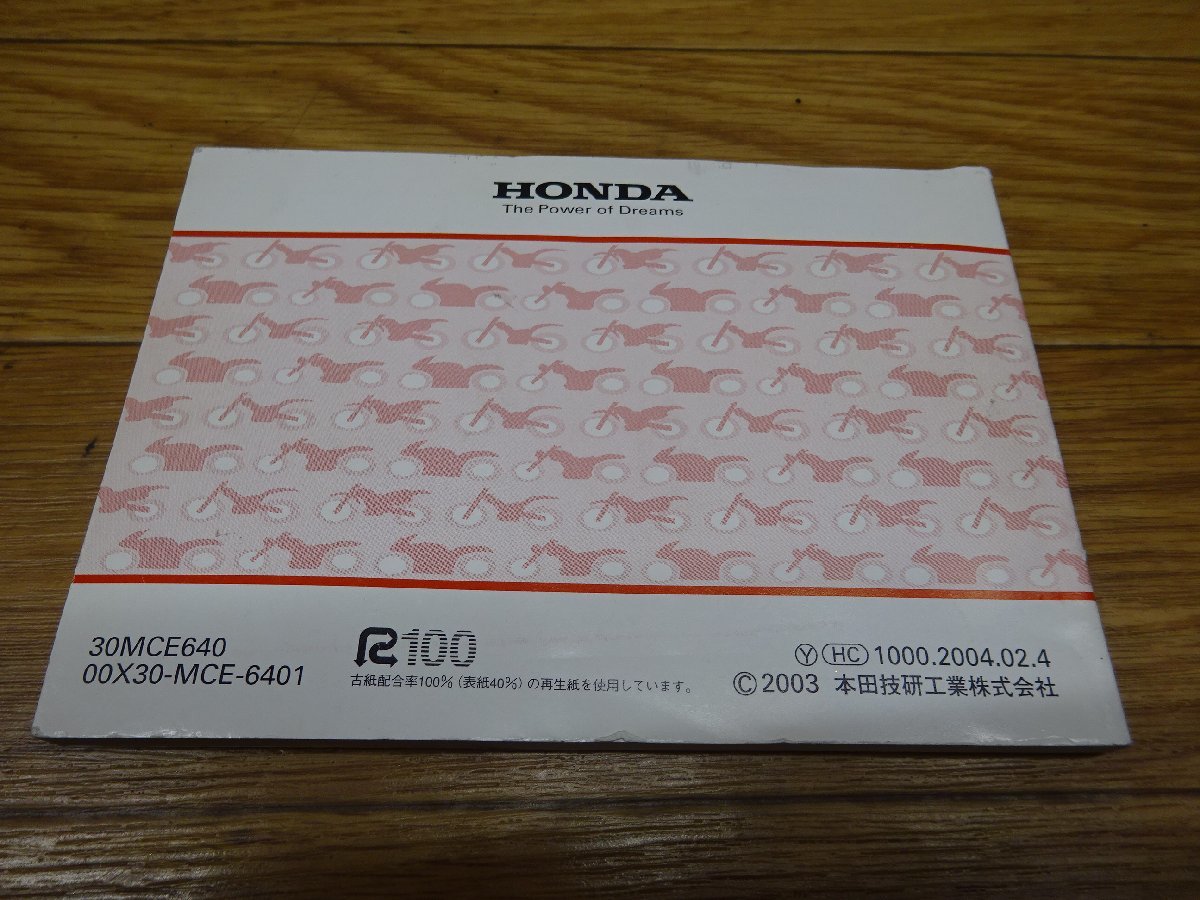 HONDA
The Power of Dreams
30MCE640
00X30-MCE-6401
R100
古紙配合率100%（表紙40%）の再生紙を使用しています。
Ⓨ HC 1000.2004.02.4
©2003 本田技研工業株式会社